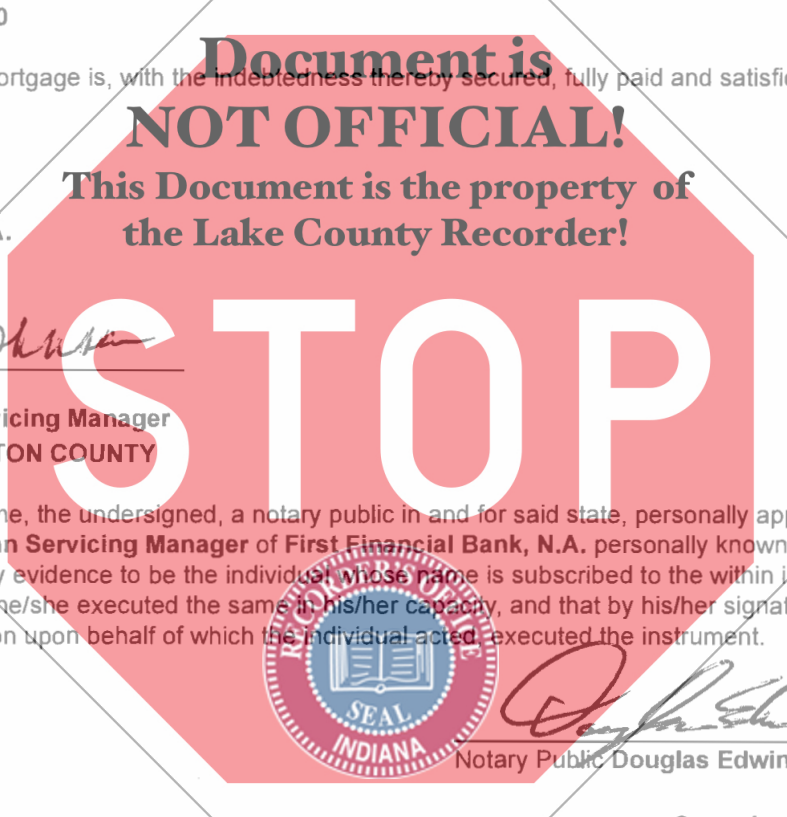 Document is
ortgage is, with the indebtedness thereby secured, fully paid and satisfi
NOT OFFICIAL!
This Document is the property of
the Lake County Recorder!
STOP
icing Manager
TON COUNTY
ne, the undersigned, a notary public in and for said state, personally app
n Servicing Manager of First Financial Bank, N.A. personally known
y evidence to be the individual whose name is subscribed to the within i
he/she executed the same in his/her capacity, and that by his/her signat
on upon behalf of which the individual acted, executed the instrument.
RECORDER'S OFFICE
SEAL
INDIANA
Notary Public Douglas Edwin